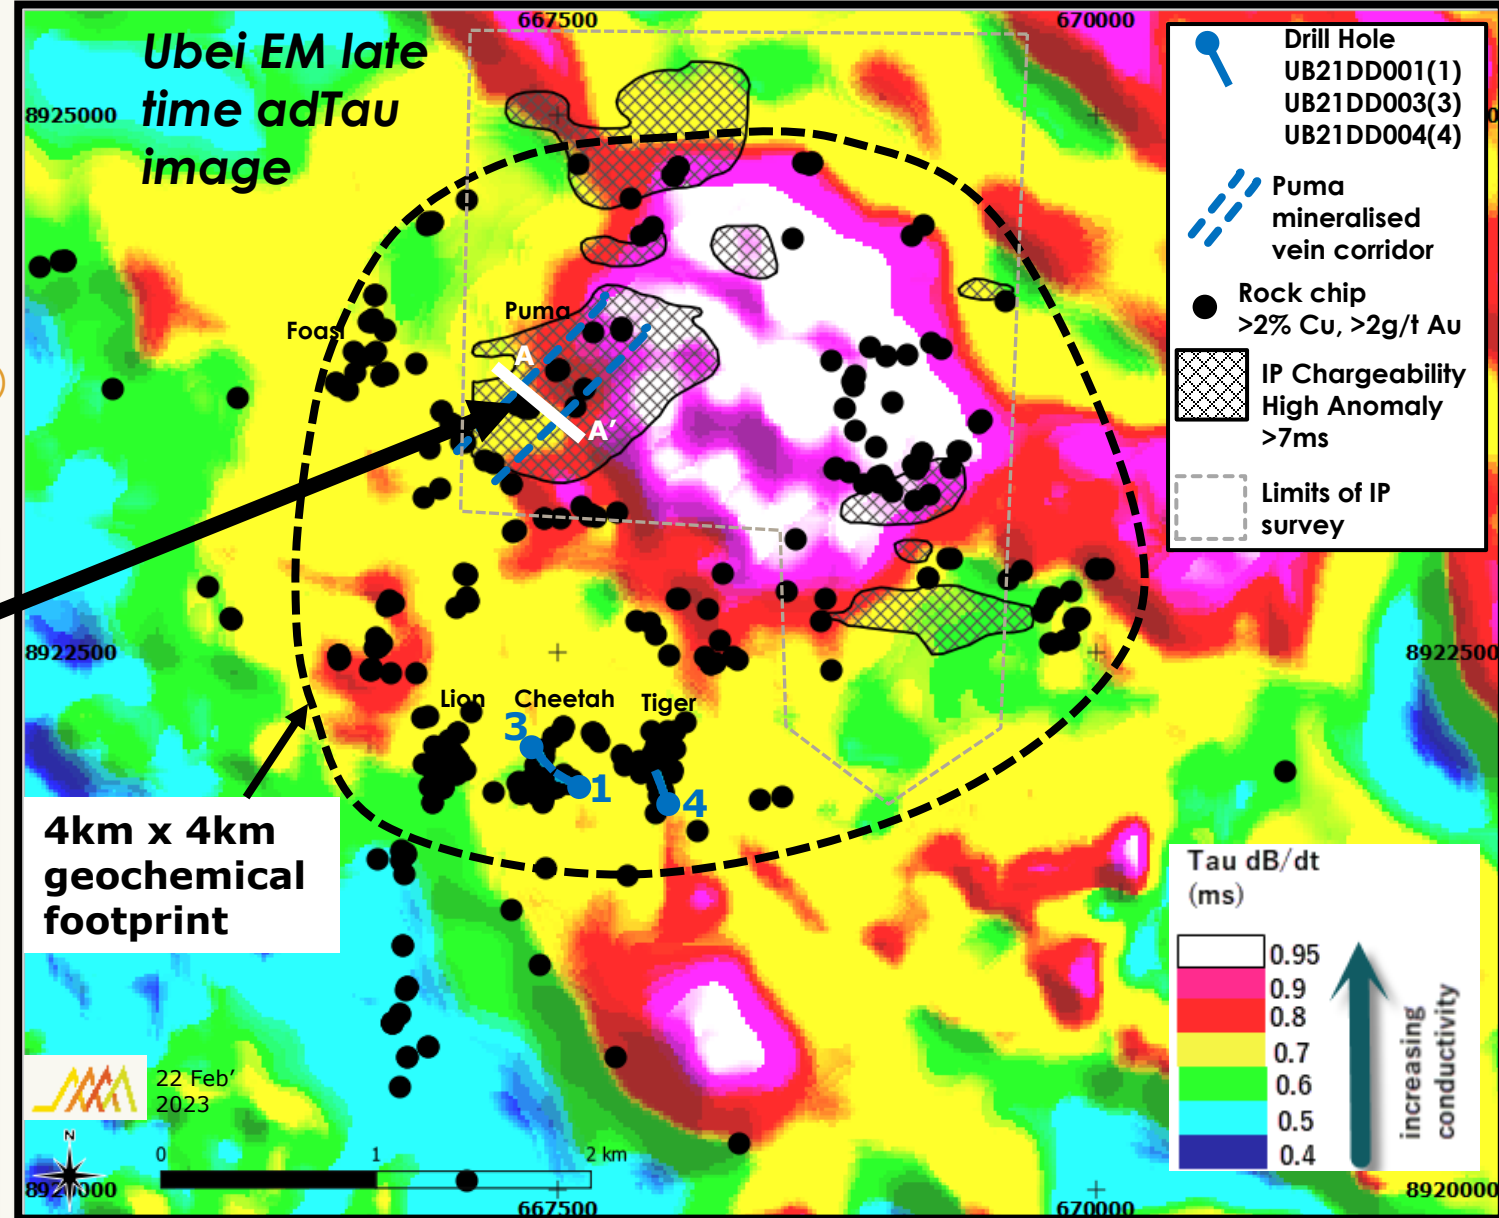 667500
670000
Ubei EM late
time adTau
image
8925000
Drill Hole
UB21DD001(1)
UB21DD003(3)
UB21DD004(4)
Puma
mineralised
vein corridor
Rock chip
>2% Cu, >2g/t Au
IP Chargeability
High Anomaly
>7ms
Limits of IP
survey
Puma
Foasi
A
A’
8922500
8922500
Lion
Cheetah
Tiger
3
1
4
4km x 4km
geochemical
footprint
Tau dB/dt
(ms)
0.95
0.9
0.8
0.7
0.6
0.5
0.4
increasing
conductivity
22 Feb’
2023
N
0
1
2 km
8920000
667500
670000